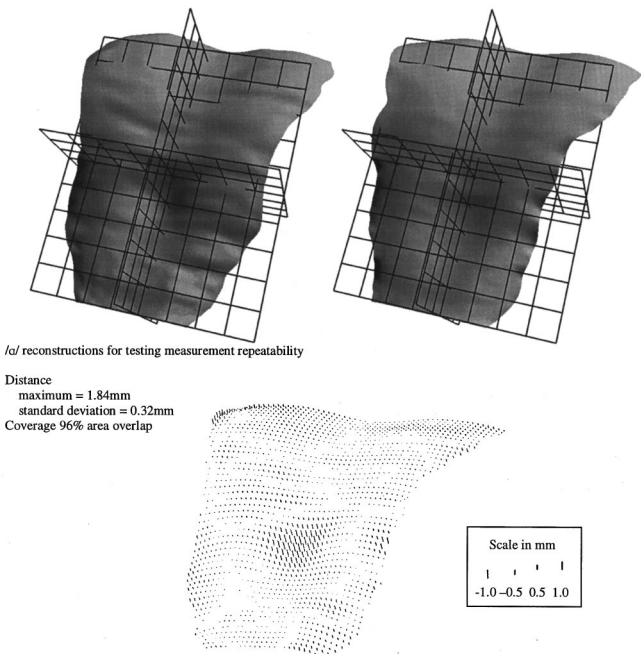 /ɑ/ reconstructions for testing measurement repeatability
Distance
maximum = 1.84mm
standard deviation = 0.32mm
Coverage 96% area overlap
Scale in mm
-1.0 –0.5 0.5 1.0